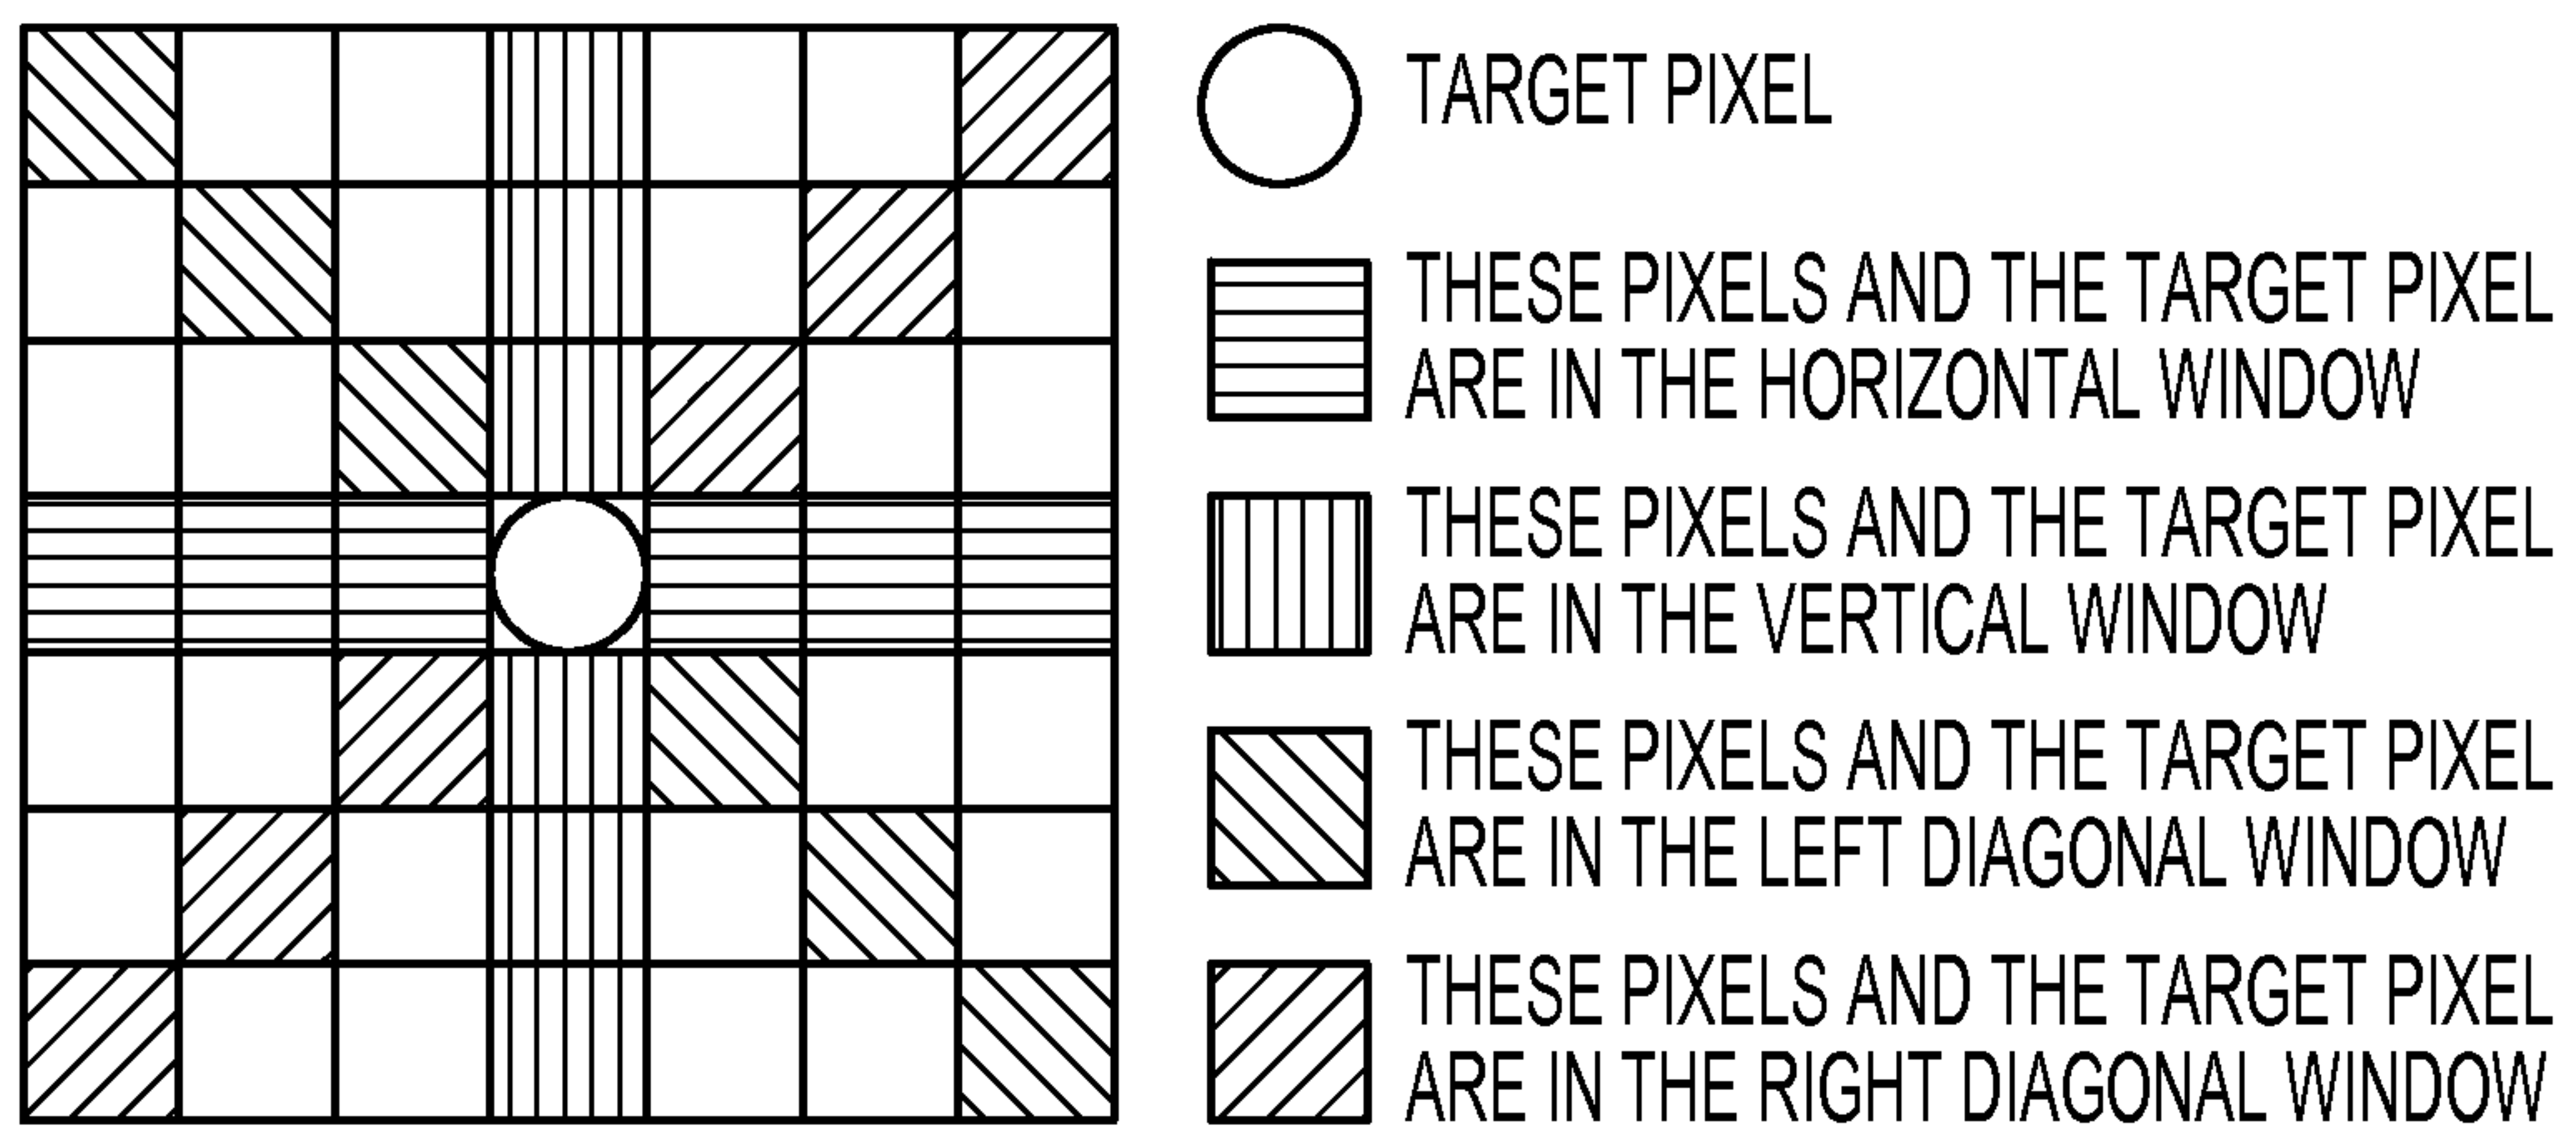 TARGET PIXEL
THESE PIXELS AND THE TARGET PIXEL
ARE IN THE HORIZONTAL WINDOW
THESE PIXELS AND THE TARGET PIXEL
ARE IN THE VERTICAL WINDOW
THESE PIXELS AND THE TARGET PIXEL
ARE IN THE LEFT DIAGONAL WINDOW
THESE PIXELS AND THE TARGET PIXEL
ARE IN THE RIGHT DIAGONAL WINDOW